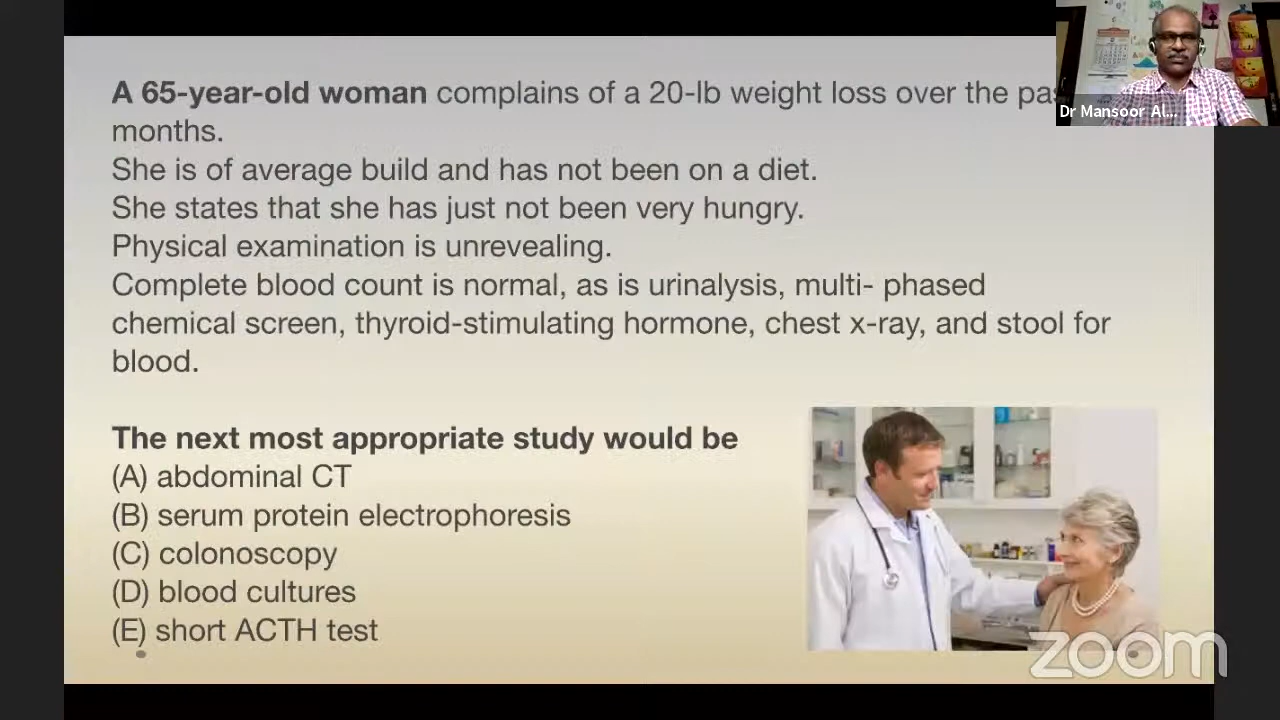 A 65-year-old woman complains of a 20-lb weight loss over the
months.
She is of average build and has not been on a diet.
She states that she has just not been very hungry.
Physical examination is unrevealing.
Complete blood count is normal, as is urinalysis, multi- phased
chemical screen, thyroid-stimulating hormone, chest x-ray, and stool for
blood.
The next most appropriate study would be
(A) abdominal CT
(B) serum protein electrophoresis
(C) colonoscopy
(D) blood cultures
(E) short ACTH test
Dr Mansoor Al...
zoom